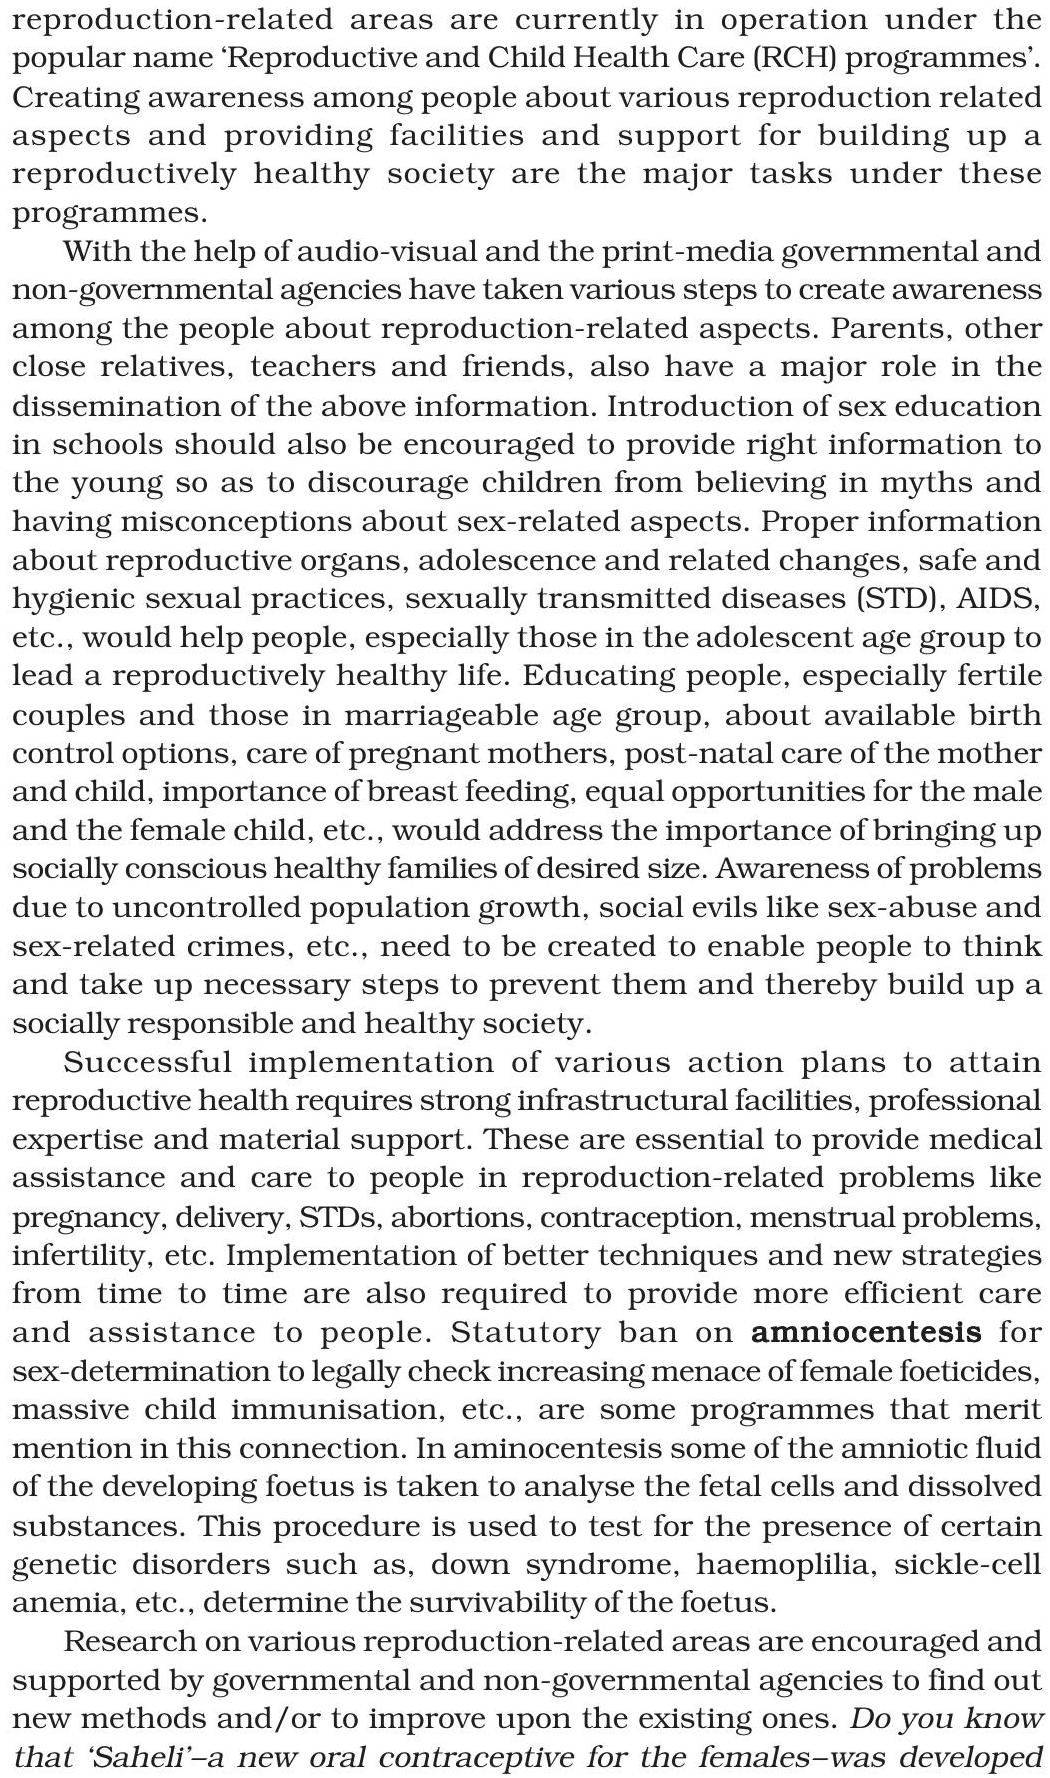 reproduction-related areas are currently in operation under the
popular name ‘Reproductive and Child Health Care (RCH) programmes’.
Creating awareness among people about various reproduction related
aspects and providing facilities and support for building up a
reproductively healthy society are the major tasks under these
programmes.
With the help of audio-visual and the print-media governmental and
non-governmental agencies have taken various steps to create awareness
among the people about reproduction-related aspects. Parents, other
close relatives, teachers and friends, also have a major role in the
dissemination of the above information. Introduction of sex education
in schools should also be encouraged to provide right information to
the young so as to discourage children from believing in myths and
having misconceptions about sex-related aspects. Proper information
about reproductive organs, adolescence and related changes, safe and
hygienic sexual practices, sexually transmitted diseases (STD), AIDS,
etc., would help people, especially those in the adolescent age group to
lead a reproductively healthy life. Educating people, especially fertile
couples and those in marriageable age group, about available birth
control options, care of pregnant mothers, post-natal care of the mother
and child, importance of breast feeding, equal opportunities for the male
and the female child, etc., would address the importance of bringing up
socially conscious healthy families of desired size. Awareness of problems
due to uncontrolled population growth, social evils like sex-abuse and
sex-related crimes, etc., need to be created to enable people to think
and take up necessary steps to prevent them and thereby build up a
socially responsible and healthy society.
Successful implementation of various action plans to attain
reproductive health requires strong infrastructural facilities, professional
expertise and material support. These are essential to provide medical
assistance and care to people in reproduction-related problems like
pregnancy, delivery, STDs, abortions, contraception, menstrual problems,
infertility, etc. Implementation of better techniques and new strategies
from time to time are also required to provide more efficient care
and assistance to people. Statutory ban on amniocentesis for
sex-determination to legally check increasing menace of female foeticides,
massive child immunisation, etc., are some programmes that merit
mention in this connection. In aminocentesis some of the amniotic fluid
of the developing foetus is taken to analyse the fetal cells and dissolved
substances. This procedure is used to test for the presence of certain
genetic disorders such as, down syndrome, haemoplilia, sickle-cell
anemia, etc., determine the survivability of the foetus.
Research on various reproduction-related areas are encouraged and
supported by governmental and non-governmental agencies to find out
new methods and/or to improve upon the existing ones. Do you know
that ‘Saheli’–a new oral contraceptive for the females–was developed